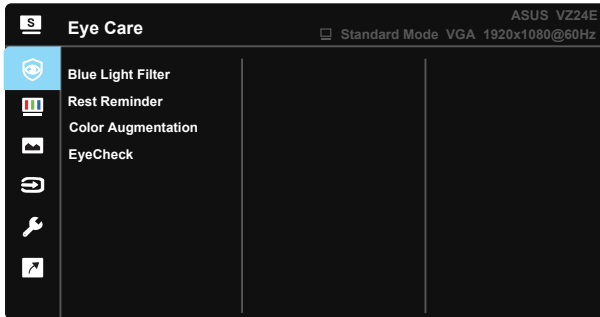 S
Eye Care
ASUS VZ24E
Standard Mode VGA 1920x1080@60Hz
Blue Light Filter
Rest Reminder
Color Augmentation
EyeCheck